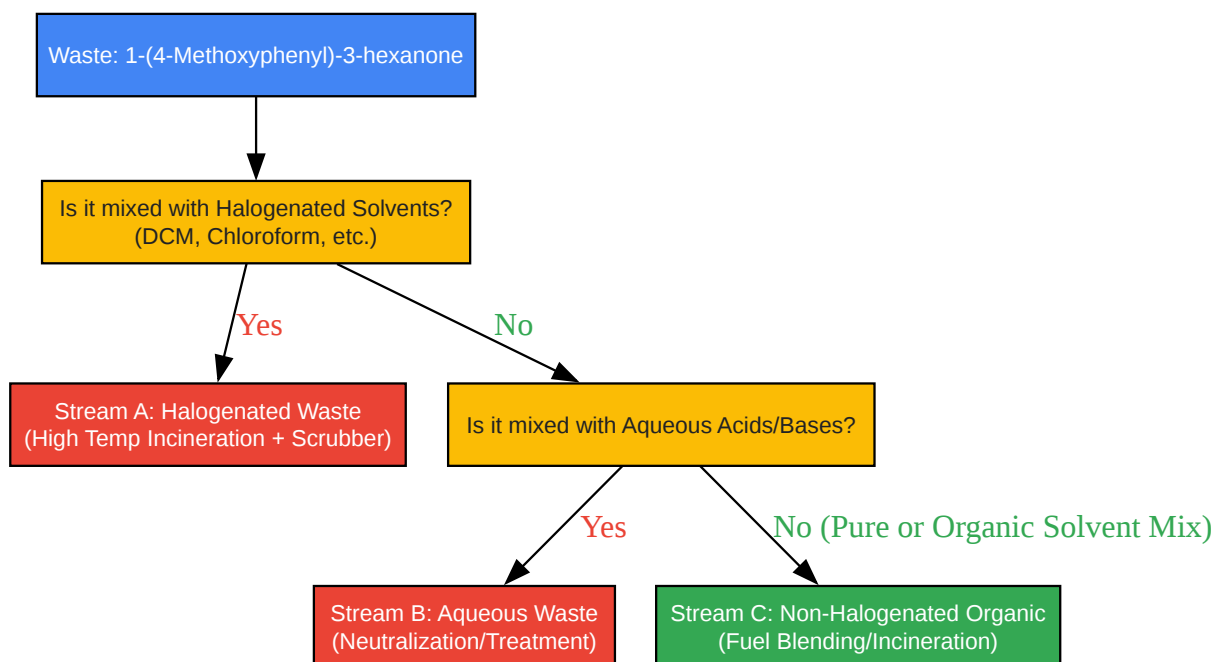 Waste: 1-(4-Methoxyphenyl)-3-hexanone
Is it mixed with Halogenated Solvents?
(DCM, Chloroform, etc.)
Yes
No
Stream A: Halogenated Waste
(High Temp Incineration + Scrubber)
Is it mixed with Aqueous Acids/Bases?
Yes
No (Pure or Organic Solvent Mix)
Stream B: Aqueous Waste
(Neutralization/Treatment)
Stream C: Non-Halogenated Organic
(Fuel Blending/Incineration)